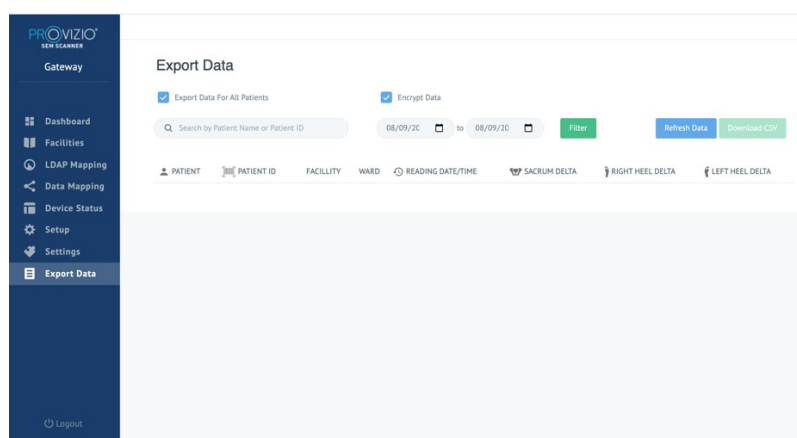 PROVIZIO®
SEM SCANNER
Gateway
Dashboard
Facilities
LDAP Mapping
Data Mapping
Device Status
Setup
Settings
Export Data
Logout
Export Data
Export Data For All Patients
Encrypt Data
Search by Patient Name or Patient ID
08/09/20 to 08/09/20 Filter Refresh Data Download CSV
PATIENT PATIENT ID FACILLITY WARD READING DATE/TIME SACRUM DELTA RIGHT HEEL DELTA LEFT HEEL DELTA